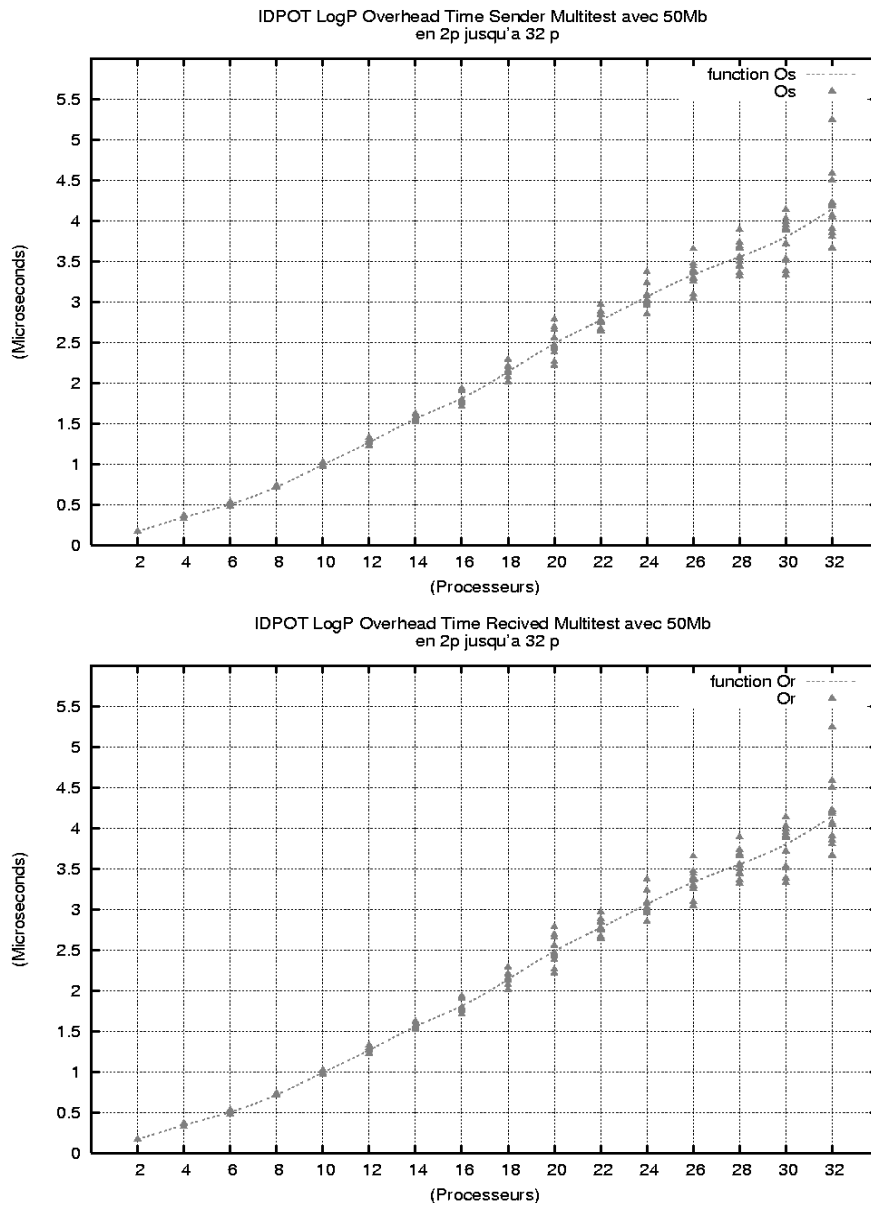 IDPOT LogP Overhead Time Sender Multitest avec 50Mb
en 2p jusqu'a 32 p
function Os
Os
5.5
5
4.5
4
3.5
3
2.5
2
1.5
1
0.5
0
(Microseconds)
2 4 6 8 10 12 14 16 18 20 22 24 26 28 30 32
(Processeurs)
IDPOT LogP Overhead Time Recived Multitest avec 50Mb
en 2p jusqu'a 32 p
function Or
Or
5.5
5
4.5
4
3.5
3
2.5
2
1.5
1
0.5
0
(Microseconds)
2 4 6 8 10 12 14 16 18 20 22 24 26 28 30 32
(Processeurs)